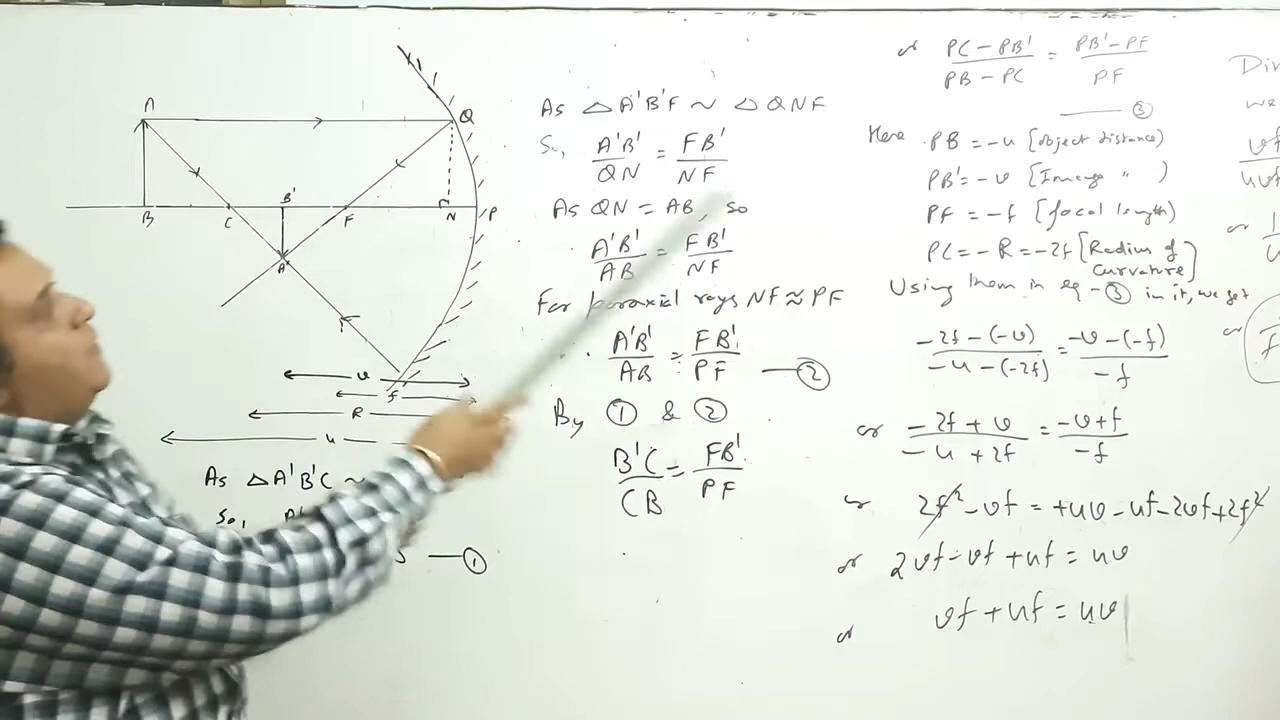 A
Q
B'
B C F N P
A'
v
f
R
u
As △A'B'C ~
So, A'
①
As △A'B'F ~ △QNF
So, A'B'/QN = FB'/NF
As QN = AB, so
A'B'/AB = FB'/NF
For paraxial rays NF ≈ PF
∴ A'B'/AB = FB'/PF — ②
By ① & ②
B'C/CB = FB'/PF
or (PC - PB')/(PB - PC) = (PB' - PF)/PF
— ③
Here PB = -u [object distance)
PB' = -v [Image " )
PF = -f (focal length)
PC = -R = -2f [Radius of curvature]
Using them in eq - ③ in it, we get
(-2f - (-v))/(-u - (-2f)) = (-v - (-f))/-f
or (-2f + v)/(-u + 2f) = (-v + f)/-f
or 2f² - vf = +uv - uf - 2vf + 2f²
or 2vf - vf + uf = uv
or vf + uf = uv
we
vf
uvf
or
or